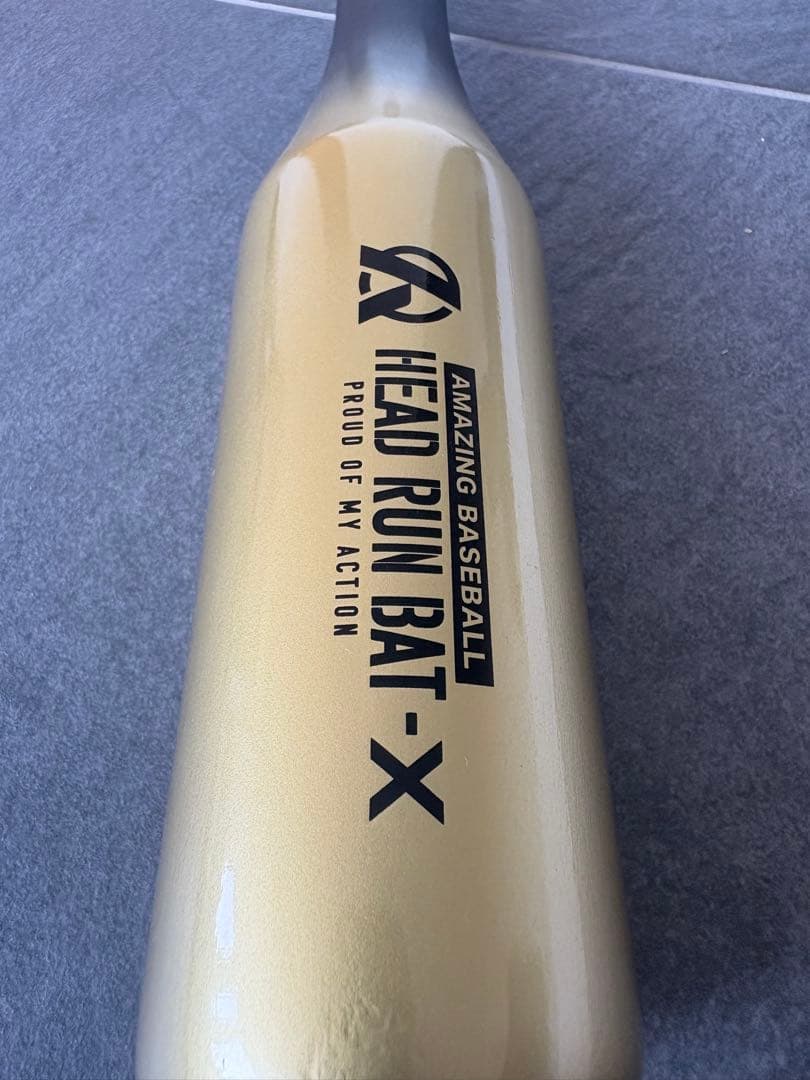 AMAZING BASEBALL
HEAD RUN BAT-X
PROUD OF MY ACTION